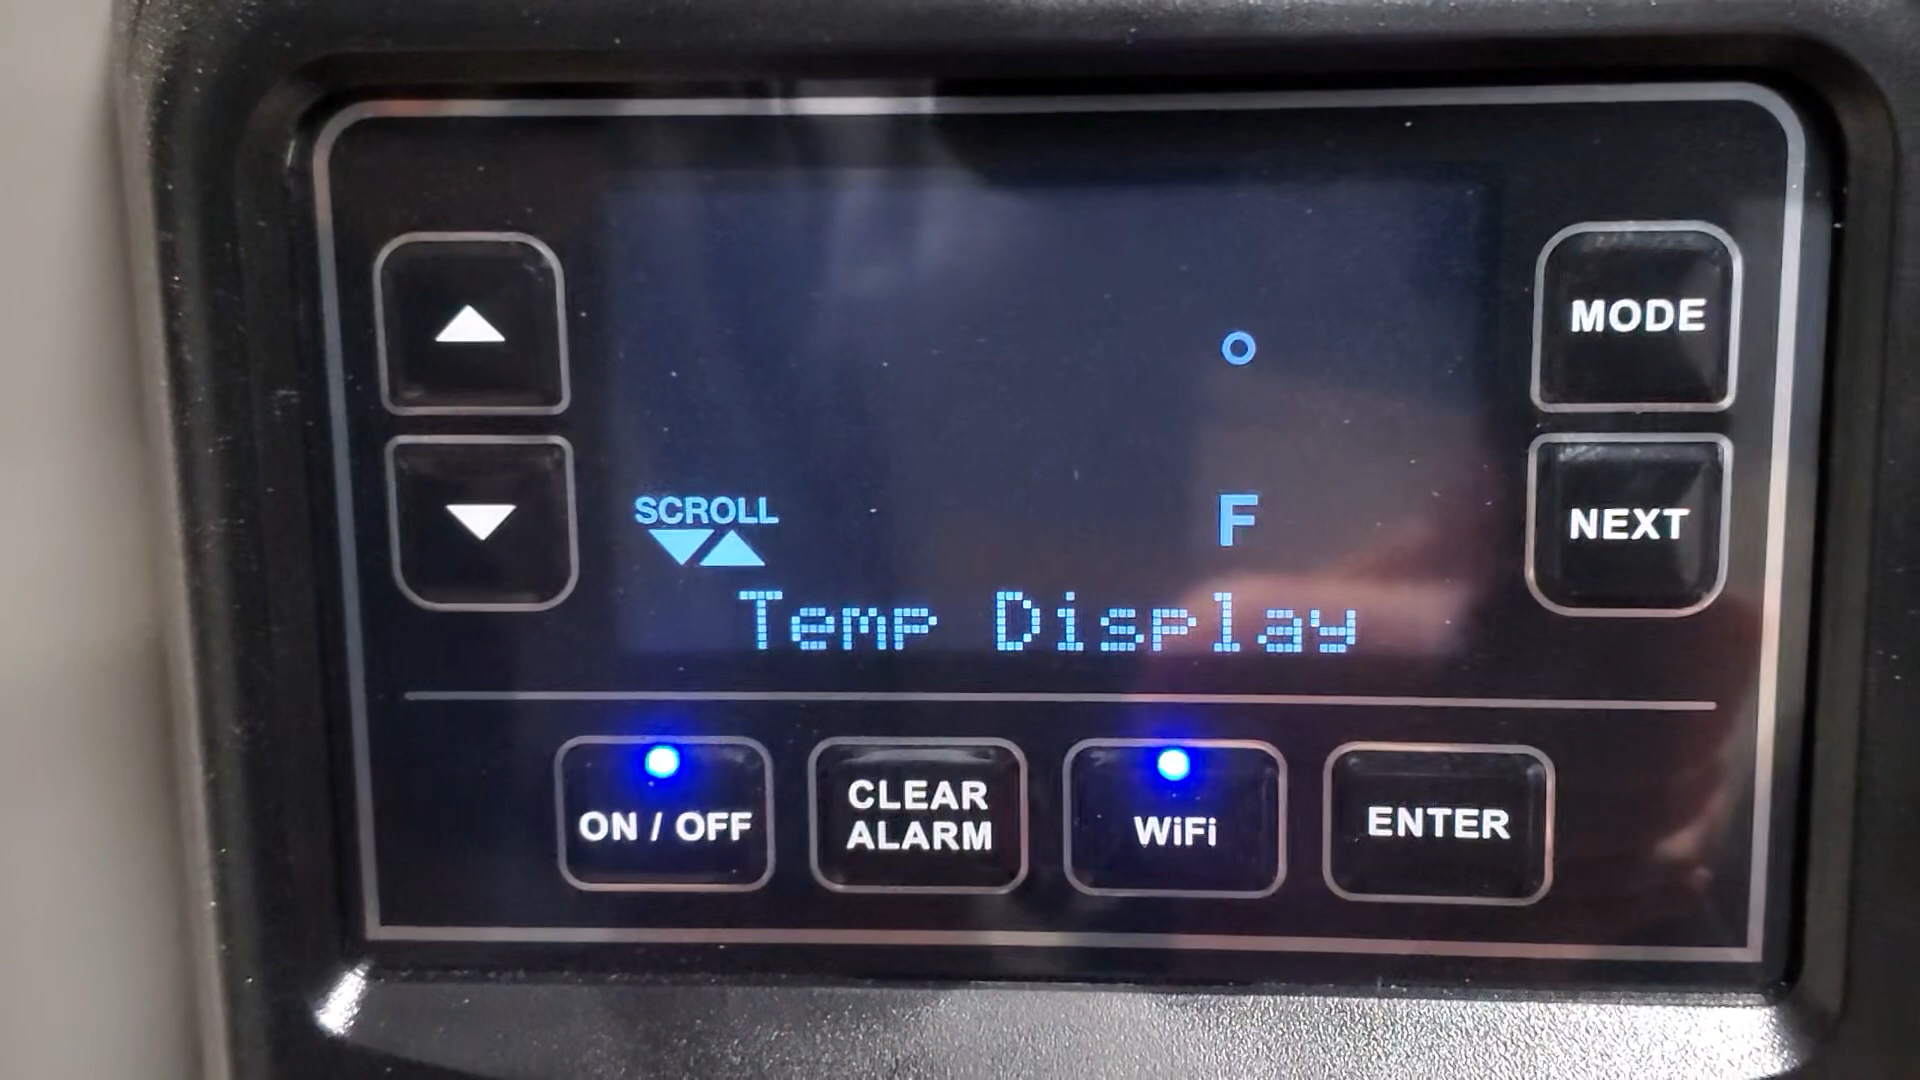 MODE
°
SCROLL
F
NEXT
Temp Display
ON / OFF
CLEAR
ALARM
WiFi
ENTER